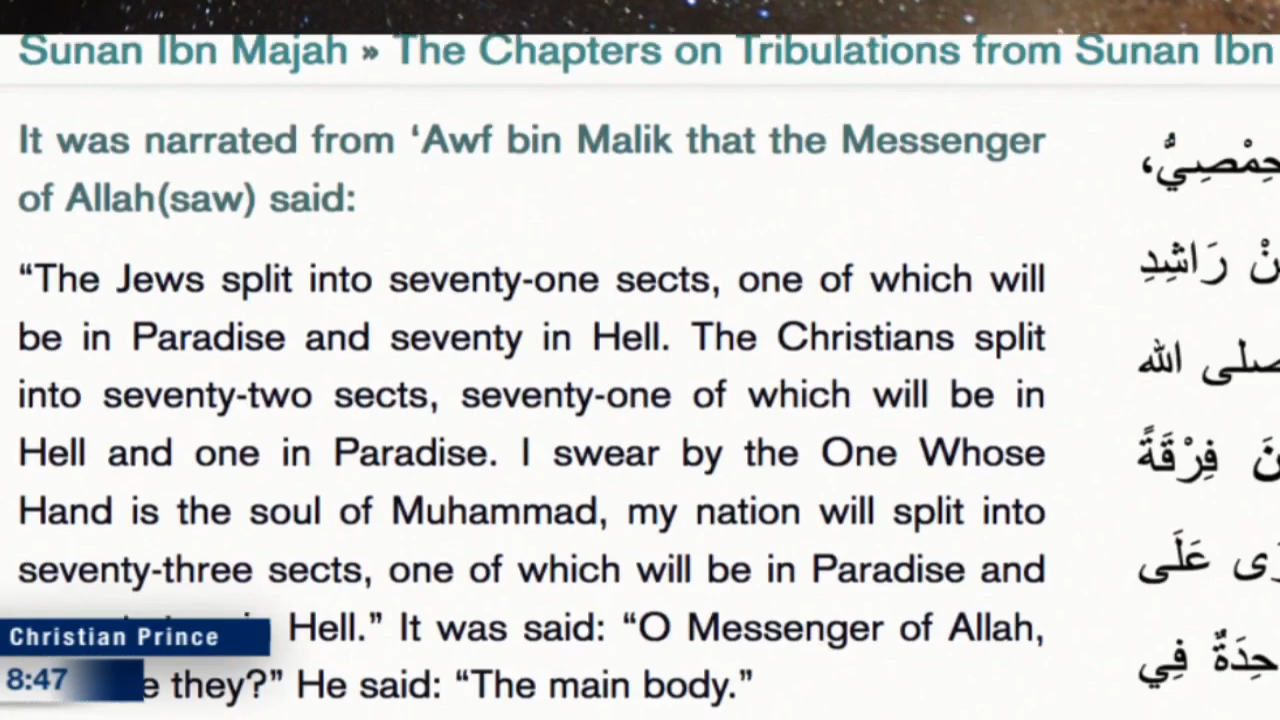 Sunan Ibn Majah » The Chapters on Tribulations from Sunan Ibn
It was narrated from ‘Awf bin Malik that the Messenger
of Allah(saw) said:
“The Jews split into seventy-one sects, one of which will
be in Paradise and seventy in Hell. The Christians split
into seventy-two sects, seventy-one of which will be in
Hell and one in Paradise. I swear by the One Whose
Hand is the soul of Muhammad, my nation will split into
seventy-three sects, one of which will be in Paradise and
Hell.” It was said: “O Messenger of Allah,
they?” He said: “The main body.”
حِمْصِيُّ،
نْ رَاشِدِ
صلى الله
نَ فِرْقَةً
رَى عَلَى
حِدَةٌ فِي
Christian Prince
8:47